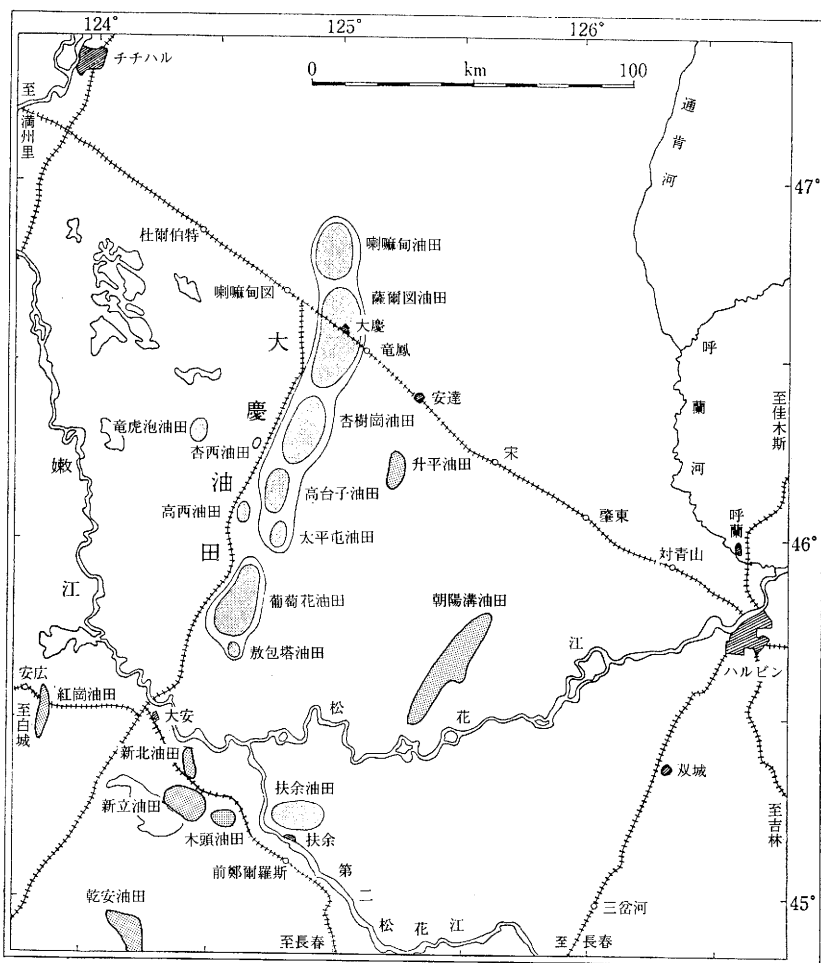 124° 125° 126°
チチハル
0 km 100
至満州里
通肯河
47°
杜爾伯特
喇嘛甸油田
喇嘛甸図
薩爾図油田
大慶
竜鳳
大慶油田
安達
呼蘭河
至佳木斯
竜虎泡油田
杏樹崗油田
杏西油田
升平油田
宋
嫩江
高台子油田
高西油田
太平屯油田
肇東
呼蘭
46°
対青山
葡萄花油田
朝陽溝油田
敖包塔油田
江
ハルビン
安広
紅崗油田
至白城
大安
松
花
新北油田
双城
扶余油田
新立油田
木頭油田
扶余
至吉林
前鄭爾羅斯
第二松花江
乾安油田
三岔河
45°
至長春
至長春